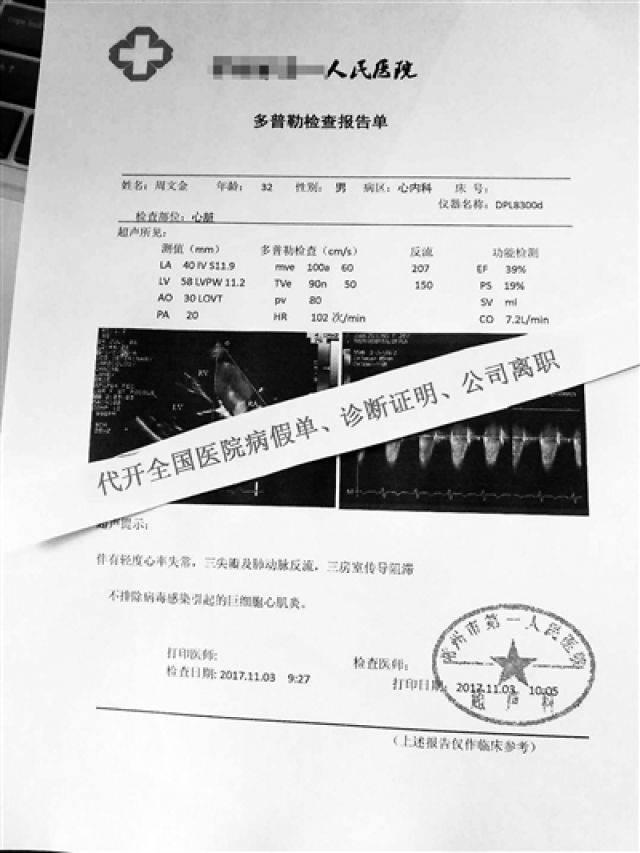 人民医院
多普勒检查报告单
姓名: 周文金 年龄: 32 性别: 男 病区: 心内科 床 号:
仪器名称: DPL8300d
检查部位: 心脏
超声所见:
测值(mm) 多普勒检查(cm/s) 反流 功能检测
LA 40 IV S11.9 mve 100a 60 207 EF 39%
LV 58 LVPW 11.2 TVe 90n 50 150 PS 19%
AO 30 LOVT pv 80 SV ml
PA 20 HR 102 次/min CO 7.2L/min
RV
LV
RA
代开全国医院病假单、诊断证明、公司离职
超声提示:
件有轻度心率失常，三尖瓣及肺动脉反流，三房室传导阻滞
不排除病毒感染引起的巨细胞心肌炎。
打印医师: 检查医师:
检查日期: 2017.11.03 9:27 打印日期: 2017.11.03 10:05
州市第一人民医院
超声科
(上述报告仅作临床参考)